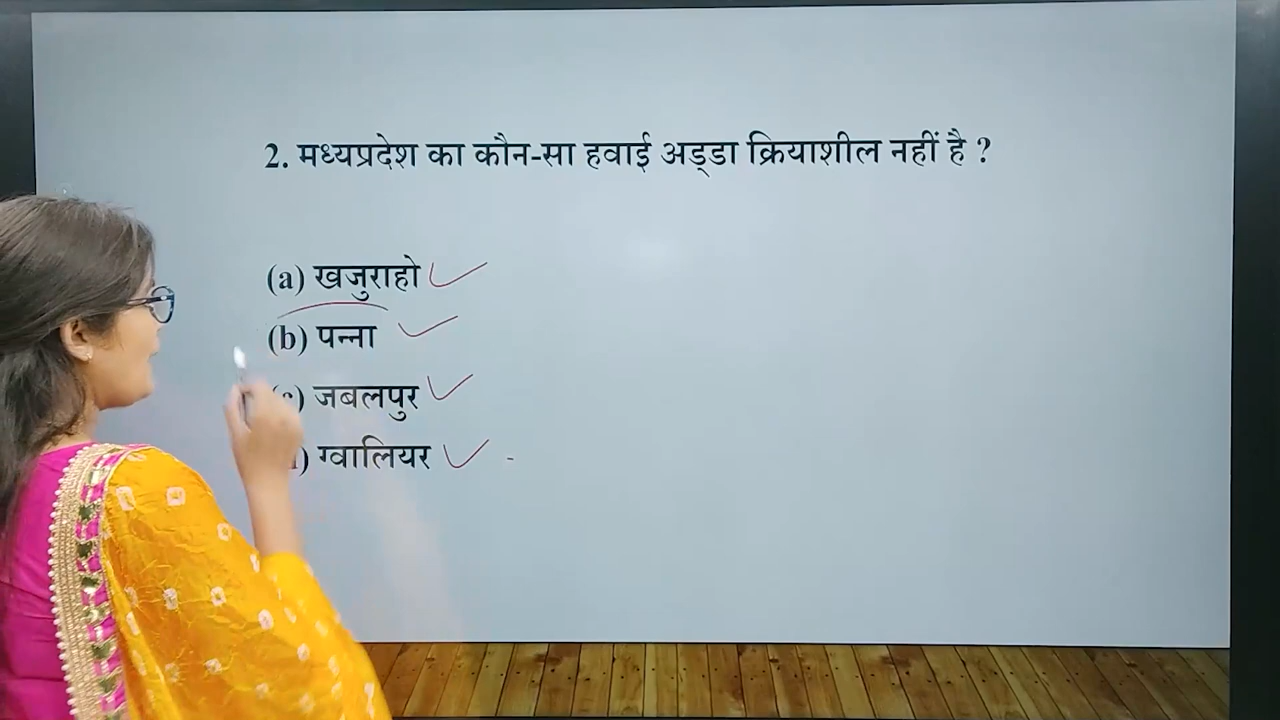 2. मध्यप्रदेश का कौन-सा हवाई अड्डा क्रियाशील नहीं है ?
(a) खजुराहो
(b) पन्ना
जबलपुर
ग्वालियर